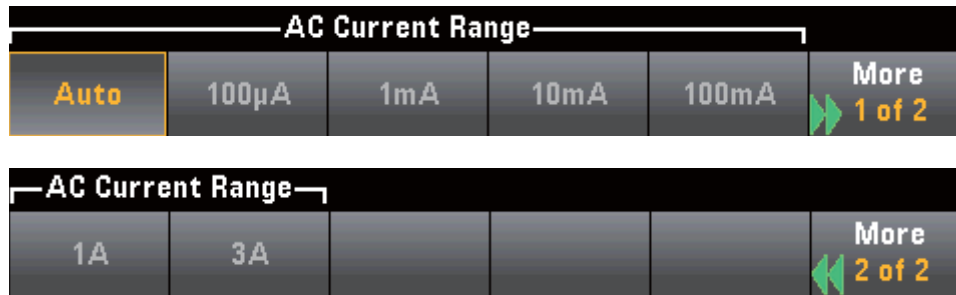 AC Current Range
Auto 100µA 1mA 10mA 100mA More
1 of 2
AC Current Range
1A 3A More
2 of 2